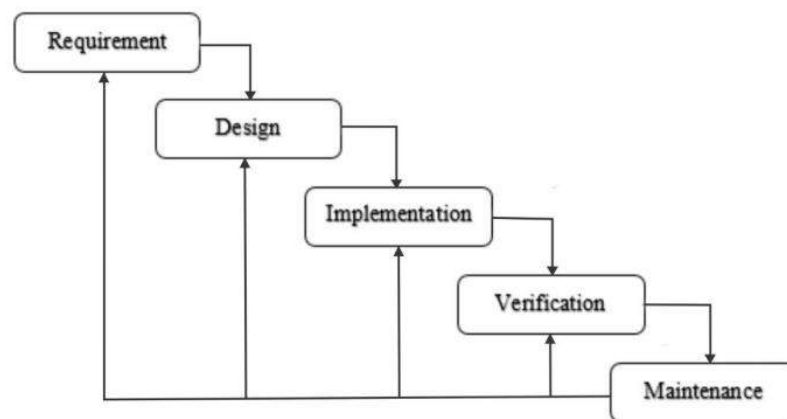 Requirement
Design
Implementation
Verification
Maintenance